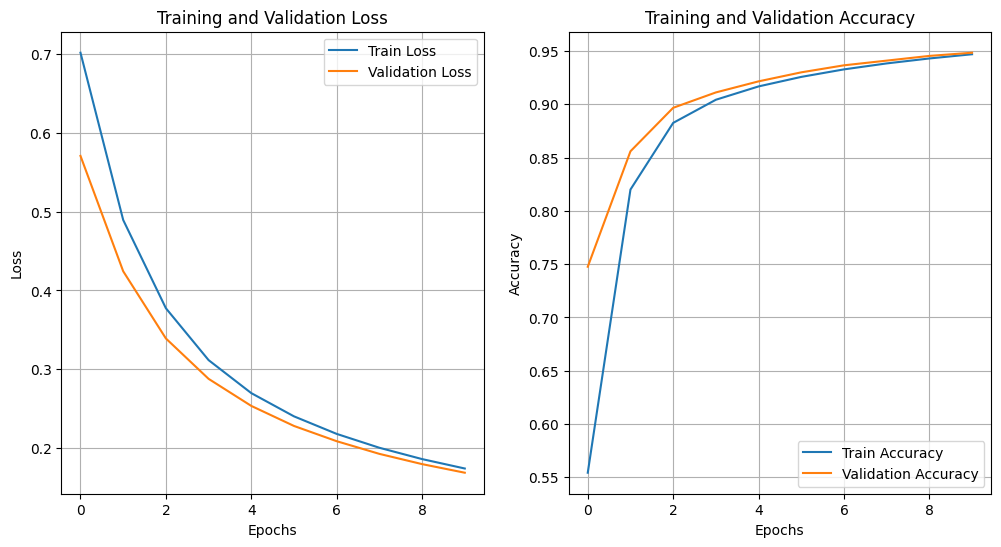 Training and Validation Loss
0.7
0.6
0.5
0.4
0.3
0.2
Loss
0 2 4 6 8
Epochs
Train Loss
Validation Loss
Training and Validation Accuracy
0.95
0.90
0.85
0.80
0.75
0.70
0.65
0.60
0.55
Accuracy
0 2 4 6 8
Epochs
Train Accuracy
Validation Accuracy